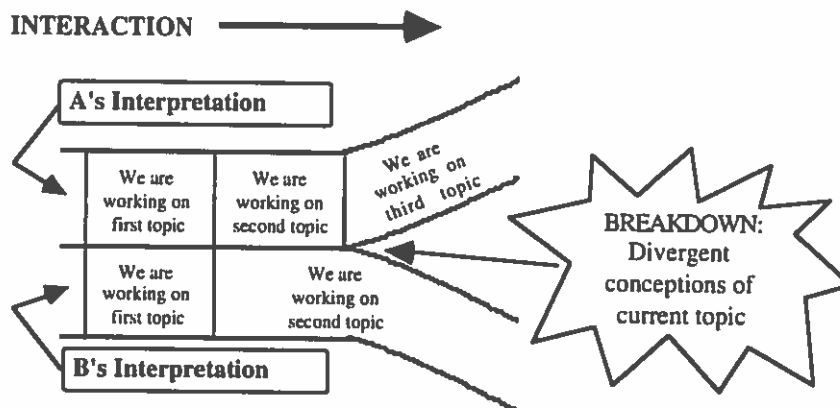 INTERACTION
A's Interpretation
We are
working on
first topic
We are
working on
second topic
We are
working on
third topic
BREAKDOWN:
Divergent
conceptions of
current topic
We are
working on
first topic
We are
working on
second topic
B's Interpretation